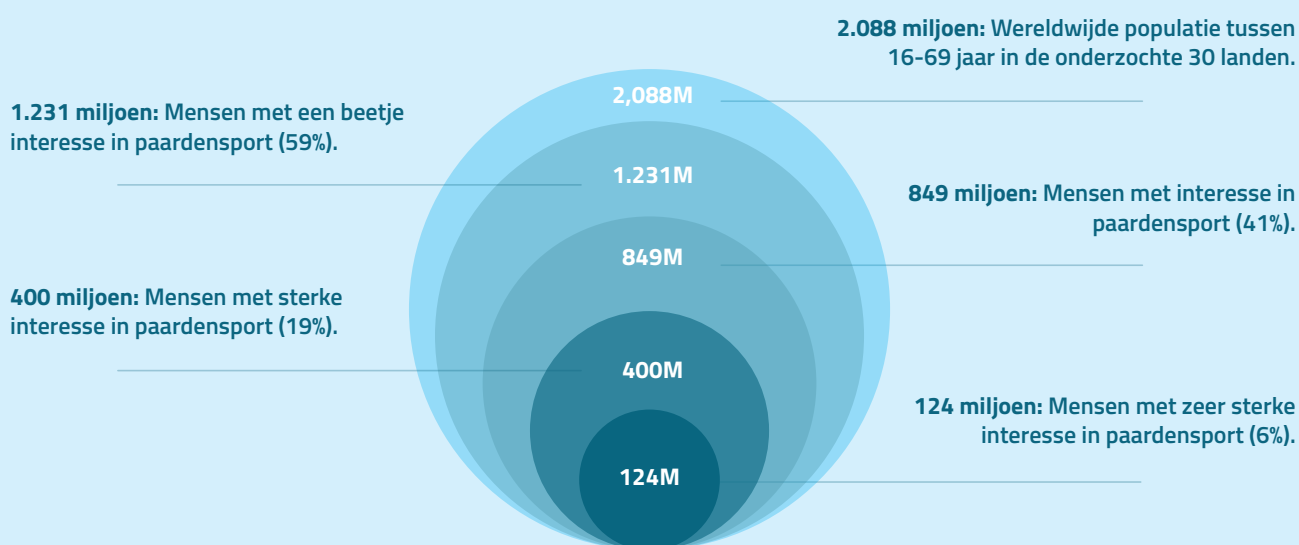 2.088 miljoen: Wereldwijde populatie tussen
16-69 jaar in de onderzochte 30 landen.
2,088M
1.231 miljoen: Mensen met een beetje
interesse in paardensport (59%).
1.231M
849 miljoen: Mensen met interesse in
paardensport (41%).
849M
400 miljoen: Mensen met sterke
interesse in paardensport (19%).
400M
124 miljoen: Mensen met zeer sterke
interesse in paardensport (6%).
124M